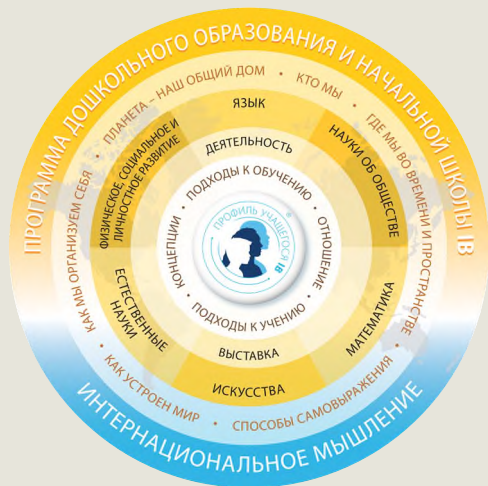 ПРОГРАММА ДОШКОЛЬНОГО ОБРАЗОВАНИЯ И НАЧАЛЬНОЙ ШКОЛЫ IB
ПЛАНЕТА – НАШ ОБЩИЙ ДОМ • КТО МЫ • ГДЕ МЫ ВО ВРЕМЕНИ И ПРОСТРАНСТВЕ • СПОСОБЫ САМОВЫРАЖЕНИЯ • КАК УСТРОЕН МИР • КАК МЫ ОРГАНИЗУЕМ СЕБЯ •
ЯЗЫК
НАУКИ ОБ ОБЩЕСТВЕ
МАТЕМАТИКА
ИСКУССТВА
ЕСТЕСТВЕННЫЕ
НАУКИ
ФИЗИЧЕСКОЕ, СОЦИАЛЬНОЕ И
ЛИЧНОСТНОЕ РАЗВИТИЕ
ДЕЯТЕЛЬНОСТЬ
ВЫСТАВКА
ПОДХОДЫ К ОБУЧЕНИЮ • ОТНОШЕНИЕ • ПОДХОДЫ К УЧЕНИЮ • КОНЦЕПЦИИ •
ПРОФИЛЬ УЧАЩЕГОСЯ IB
ИНТЕРНАЦИОНАЛЬНОЕ МЫШЛЕНИЕ